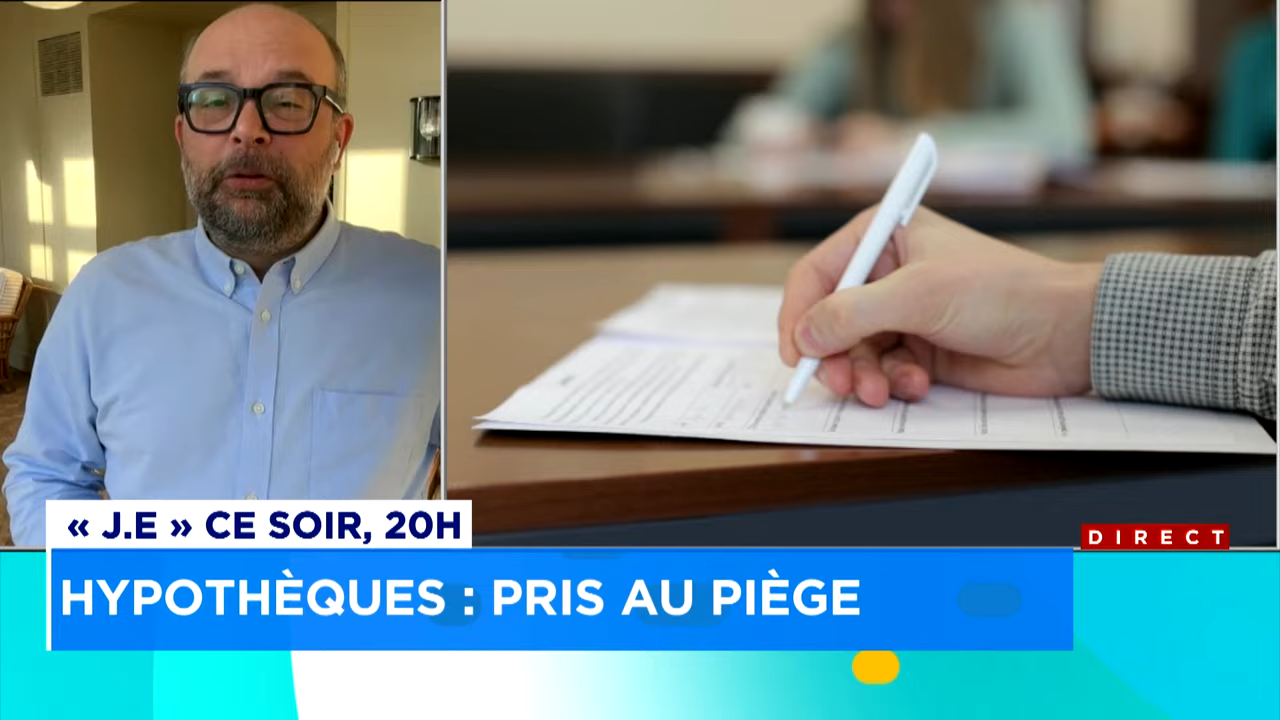 « J.E » CE SOIR, 20H
DIRECT
HYPOTHÈQUES : PRIS AU PIÈGE